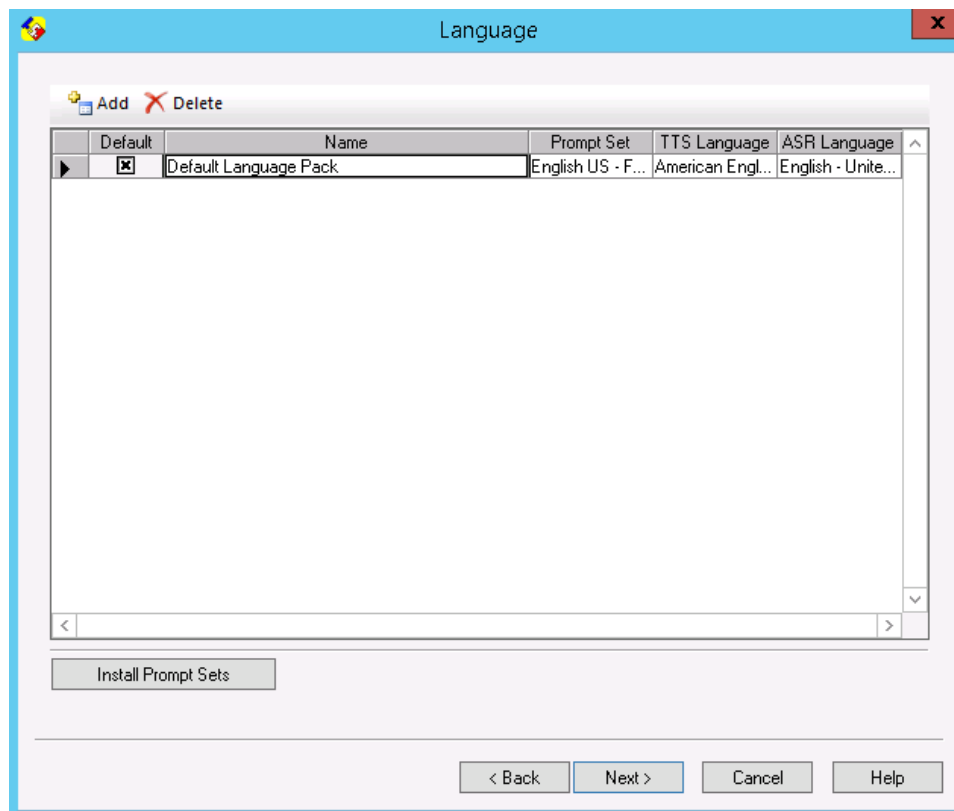 Language
x
Add Delete
Default Name Prompt Set TTS Language ASR Language
Default Language Pack English US - F... American Engl... English - Unite...
Install Prompt Sets
< Back Next > Cancel Help